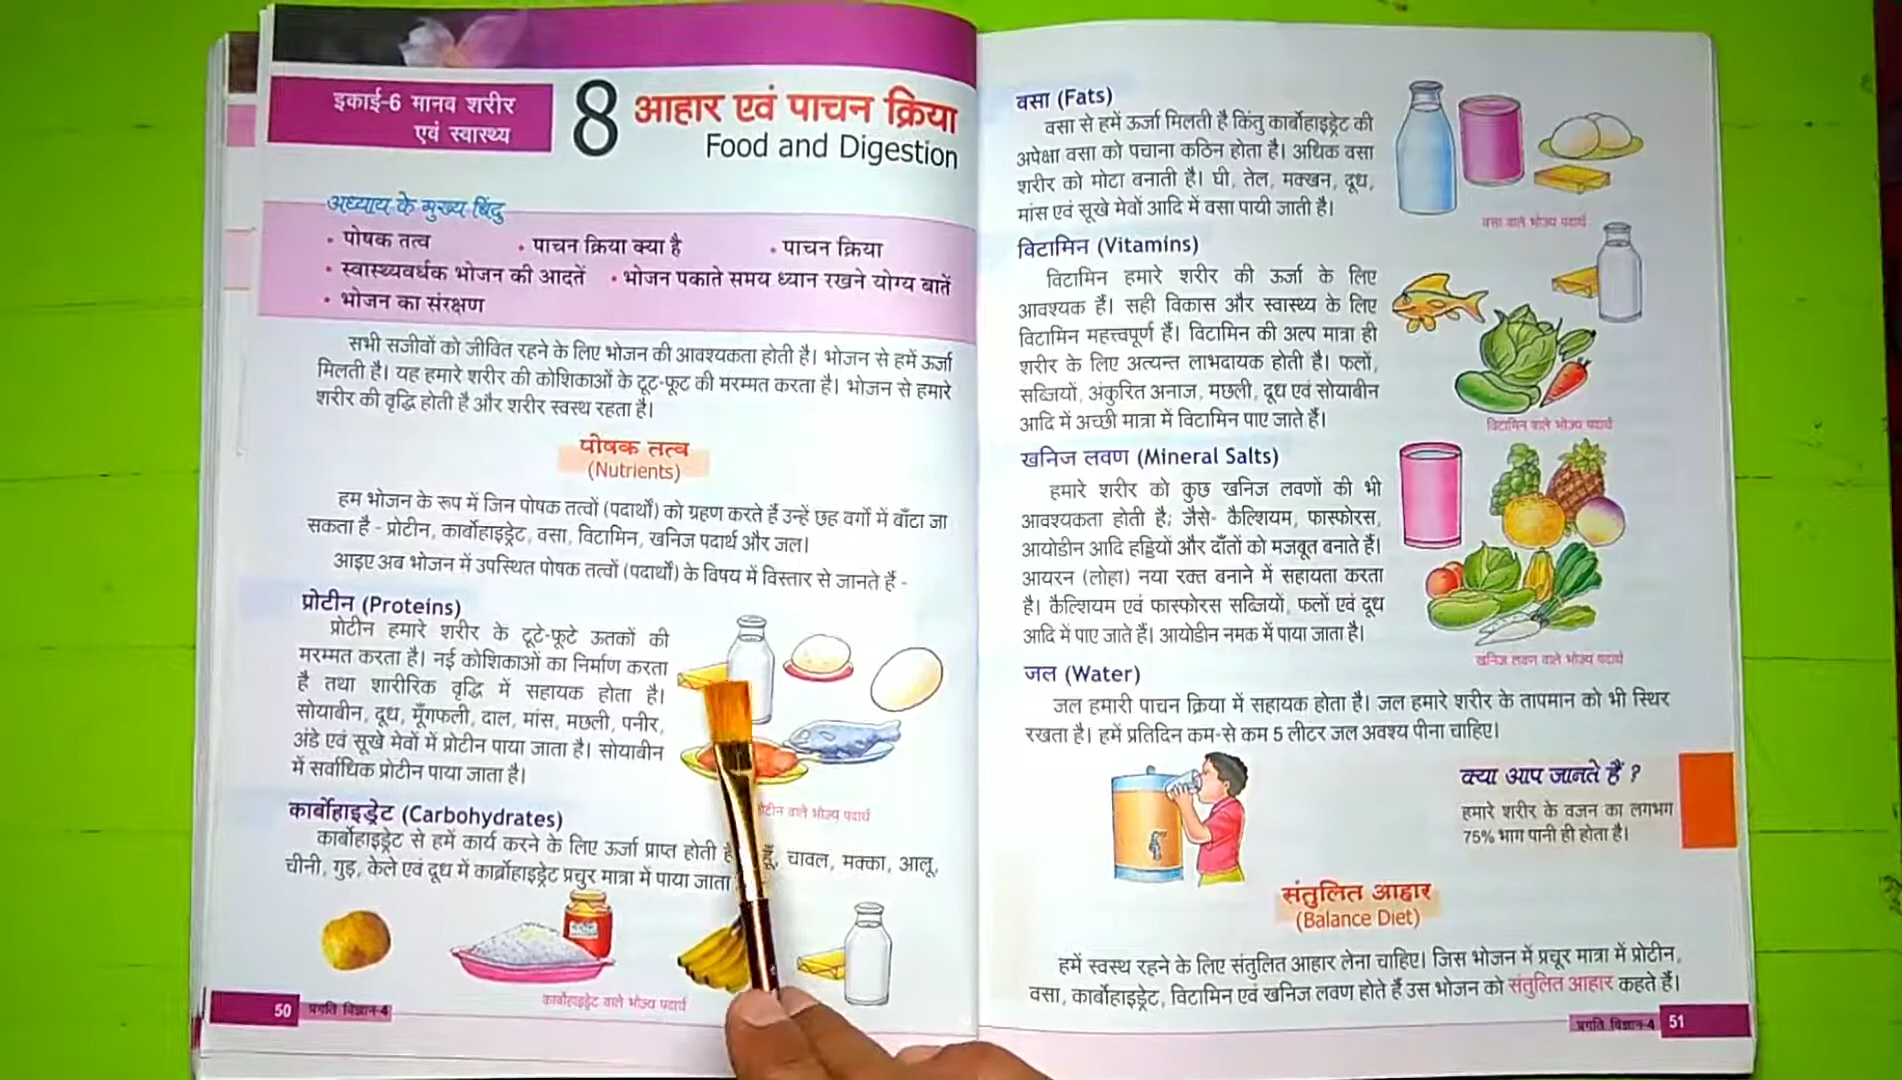 इकाई-6 मानव शरीर
एवं स्वास्थ्य
8 आहार एवं पाचन क्रिया
Food and Digestion
अध्याय के मुख्य बिंदु
• पोषक तत्व • पाचन क्रिया क्या है • पाचन क्रिया
• स्वास्थ्यवर्धक भोजन की आदतें • भोजन पकाते समय ध्यान रखने योग्य बातें
• भोजन का संरक्षण
सभी सजीवों को जीवित रहने के लिए भोजन की आवश्यकता होती है। भोजन से हमें ऊर्जा
मिलती है। यह हमारे शरीर की कोशिकाओं के टूट-फूट की मरम्मत करता है। भोजन से हमारे
शरीर की वृद्धि होती है और शरीर स्वस्थ रहता है।
पोषक तत्व
(Nutrients)
हम भोजन के रूप में जिन पोषक तत्वों (पदार्थों) को ग्रहण करते हैं उन्हें छह वर्गों में बाँटा जा
सकता है - प्रोटीन, कार्बोहाइड्रेट, वसा, विटामिन, खनिज पदार्थ और जल।
आइए अब भोजन में उपस्थित पोषक तत्वों (पदार्थों) के विषय में विस्तार से जानते हैं -
प्रोटीन (Proteins)
प्रोटीन हमारे शरीर के टूटे-फूटे ऊतकों की
मरम्मत करता है। नई कोशिकाओं का निर्माण करता
है तथा शारीरिक वृद्धि में सहायक होता है।
सोयाबीन, दूध, मूँगफली, दाल, मांस, मछली, पनीर,
अंडे एवं सूखे मेवों में प्रोटीन पाया जाता है। सोयाबीन
में सर्वाधिक प्रोटीन पाया जाता है।
वाले भोज्य पदार्थ
कार्बोहाइड्रेट (Carbohydrates)
कार्बोहाइड्रेट से हमें कार्य करने के लिए ऊर्जा प्राप्त होती चावल, मक्का, आलू,
चीनी, गुड़, केले एवं दूध में कार्बोहाइड्रेट प्रचुर मात्रा में पाया जाता
कार्बोहाइड्रेट वाले भोज्य पदार्थ
50 प्रगति विज्ञान-4
वसा (Fats)
वसा से हमें ऊर्जा मिलती है किंतु कार्बोहाइड्रेट की
अपेक्षा वसा को पचाना कठिन होता है। अधिक वसा
शरीर को मोटा बनाती है। घी, तेल, मक्खन, दूध,
मांस एवं सूखे मेवों आदि में वसा पायी जाती है।
वसा वाले भोज्य पदार्थ
विटामिन (Vitamins)
विटामिन हमारे शरीर की ऊर्जा के लिए
आवश्यक हैं। सही विकास और स्वास्थ्य के लिए
विटामिन महत्त्वपूर्ण हैं। विटामिन की अल्प मात्रा ही
शरीर के लिए अत्यन्त लाभदायक होती है। फलों,
सब्जियों, अंकुरित अनाज, मछली, दूध एवं सोयाबीन
आदि में अच्छी मात्रा में विटामिन पाए जाते हैं।
विटामिन वाले भोज्य पदार्थ
खनिज लवण (Mineral Salts)
हमारे शरीर को कुछ खनिज लवणों की भी
आवश्यकता होती है; जैसे- कैल्शियम, फास्फोरस,
आयोडीन आदि हड्डियों और दाँतों को मजबूत बनाते हैं।
आयरन (लोहा) नया रक्त बनाने में सहायता करता
है। कैल्शियम एवं फास्फोरस सब्जियों, फलों एवं दूध
आदि में पाए जाते हैं। आयोडीन नमक में पाया जाता है।
खनिज लवण वाले भोज्य पदार्थ
जल (Water)
जल हमारी पाचन क्रिया में सहायक होता है। जल हमारे शरीर के तापमान को भी स्थिर
रखता है। हमें प्रतिदिन कम-से कम 5 लीटर जल अवश्य पीना चाहिए।
क्या आप जानते हैं ?
हमारे शरीर के वजन का लगभग
75% भाग पानी ही होता है।
संतुलित आहार
(Balance Diet)
हमें स्वस्थ रहने के लिए संतुलित आहार लेना चाहिए। जिस भोजन में प्रचूर मात्रा में प्रोटीन,
वसा, कार्बोहाइड्रेट, विटामिन एवं खनिज लवण होते हैं उस भोजन को संतुलित आहार कहते हैं।
प्रगति विज्ञान-4 51